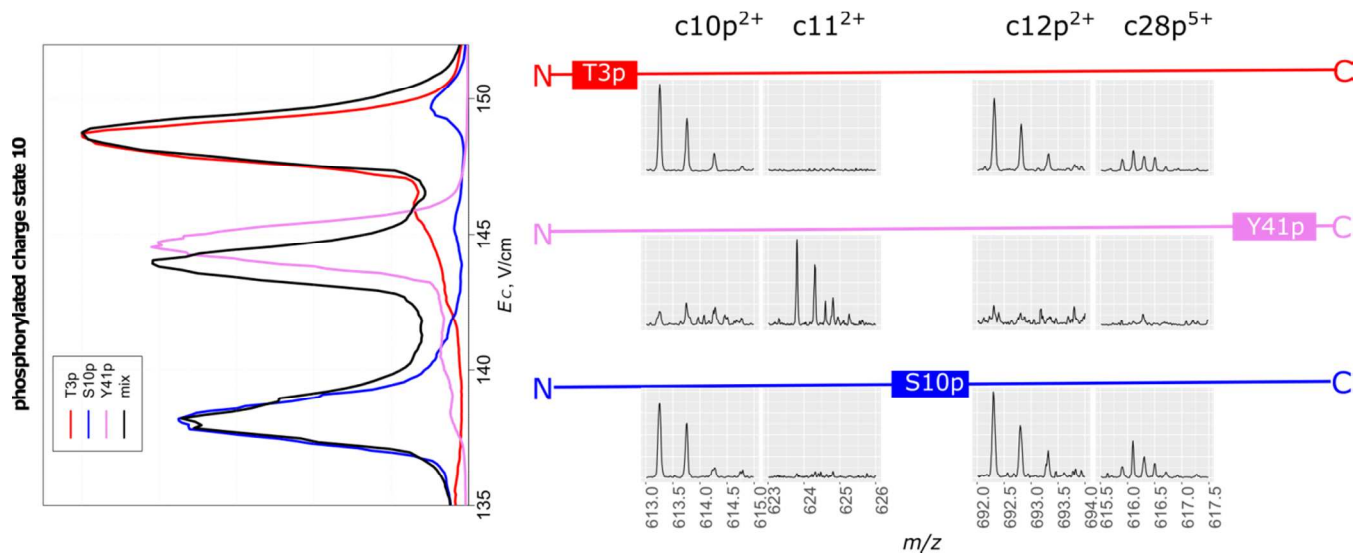 phosphorylated charge state 10
T3p
S10p
Y41p
mix
135
140
145
150
Ec, V/cm
c10p2+ c112+ c12p2+ c28p5+
N T3p C
N Y41p C
N S10p C
613.0 613.5 614.0 614.5 615.0 623 624 625 626 692.0 692.5 693.0 693.5 694.0 615.5 616.0 616.5 617.0 617.5
m/z